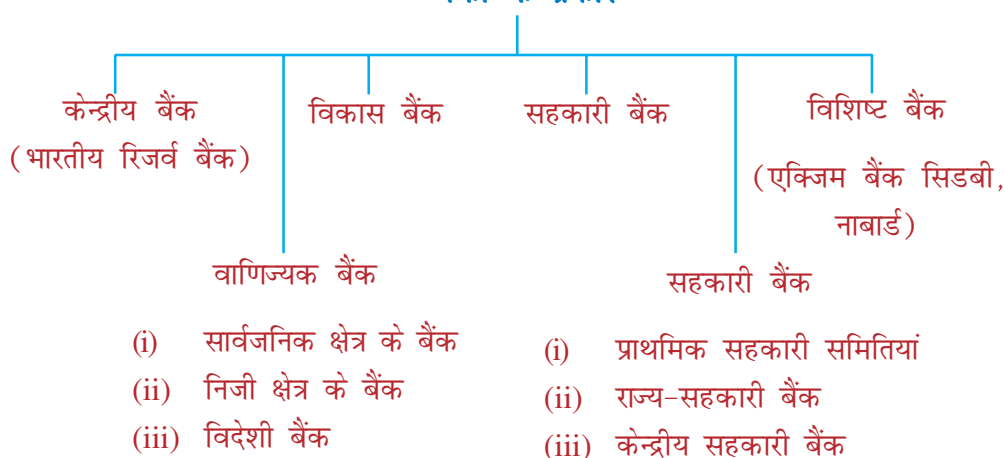 केन्द्रीय बैंक
(भारतीय रिजर्व बैंक)
विकास बैंक
सहकारी बैंक
विशिष्ट बैंक
(एक्जिम बैंक सिडबी,
नाबार्ड)
वाणिज्यक बैंक
(i) सार्वजनिक क्षेत्र के बैंक
(ii) निजी क्षेत्र के बैंक
(iii) विदेशी बैंक
सहकारी बैंक
(i) प्राथमिक सहकारी समितियां
(ii) राज्य-सहकारी बैंक
(iii) केन्द्रीय सहकारी बैंक